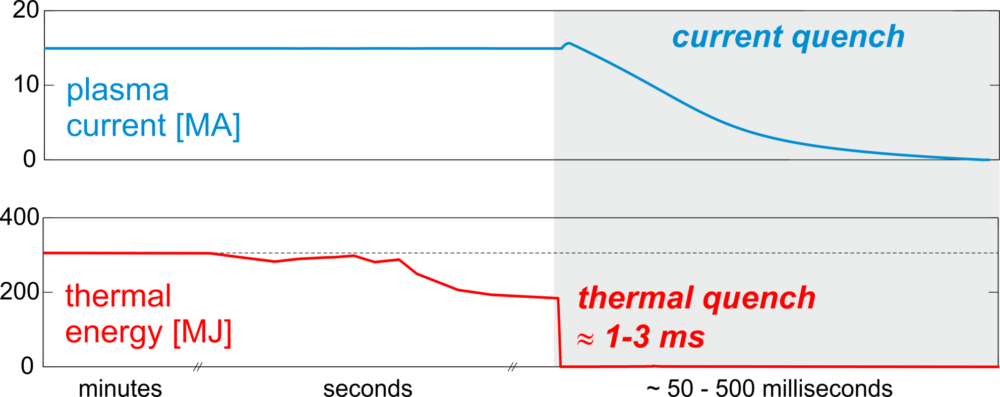 20
current quench
10
plasma
current [MA]
0
400
200
thermal
energy [MJ]
thermal quench
≈ 1-3 ms
0
minutes
seconds
~ 50 - 500 milliseconds